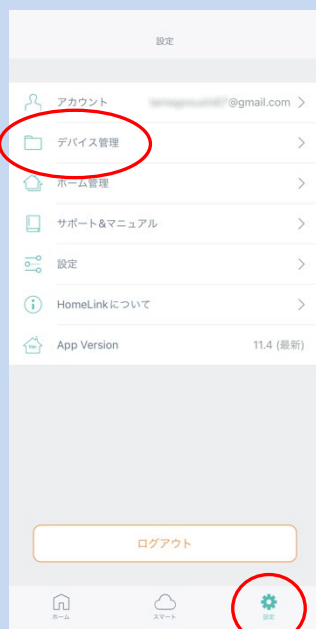 設定
アカウント @gmail.com
デバイス管理
ホーム管理
サポート&マニュアル
設定
HomeLinkについて
App Version 11.4 (最新)
ログアウト
ホーム スマート 設定